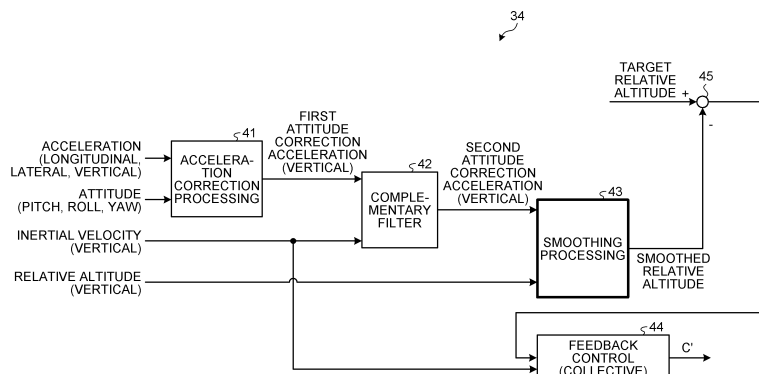 34
TARGET
RELATIVE
ALTITUDE +
45
-
FIRST
ATTITUDE
CORRECTION
ACCELERATION
(VERTICAL)
41
ACCELERATION
(LONGITUDINAL,
LATERAL, VERTICAL)
ACCELERA-
TION
CORRECTION
PROCESSING
ATTITUDE
(PITCH, ROLL, YAW)
42
COMPLE-
MENTARY
FILTER
SECOND
ATTITUDE
CORRECTION
ACCELERATION
(VERTICAL)
43
SMOOTHING
PROCESSING
INERTIAL VELOCITY
(VERTICAL)
SMOOTHED
RELATIVE
ALTITUDE
RELATIVE ALTITUDE
(VERTICAL)
44
FEEDBACK
CONTROL
(COLLECTIVE)
C'